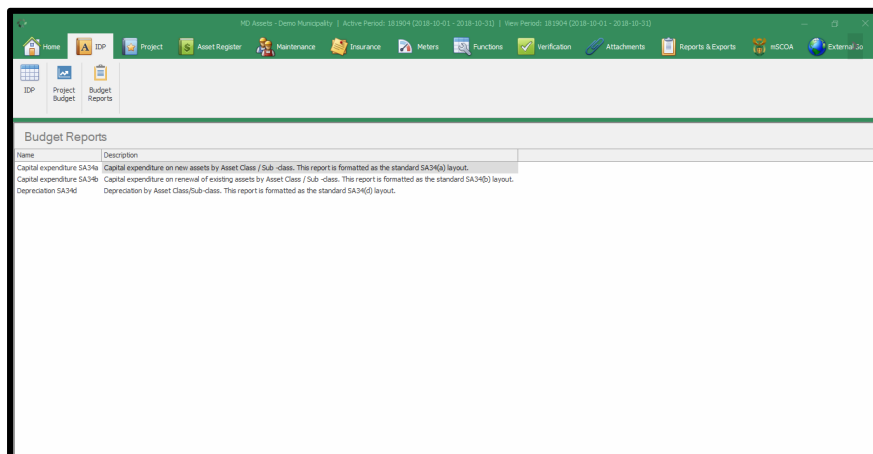 MD Assets - Demo Municipality | Active Period: 181904 (2018-10-01 - 2018-10-31) | View Period: 181904 (2018-10-01 - 2018-10-31)
Home IDP Project Asset Register Maintenance Insurance Meters Functions Verification Attachments Reports & Exports mSCOA External Jo
IDP Project Budget Budget Reports
Budget Reports
Name Description
Capital expenditure SA34a Capital expenditure on new assets by Asset Class / Sub -class. This report is formatted as the standard SA34(a) layout.
Capital expenditure SA34b Capital expenditure on renewal of existing assets by Asset Class / Sub -class. This report is formatted as the standard SA34(b) layout.
Depreciation SA34d Depreciation by Asset Class/Sub-class. This report is formatted as the standard SA34(d) layout.